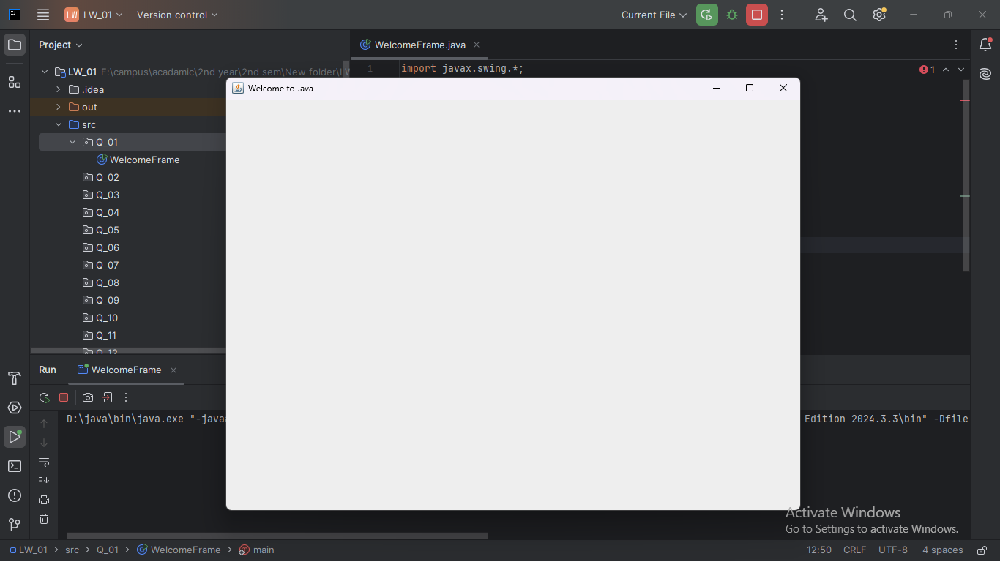 LW LW_01 Version control Current File
Project
WelcomeFrame.java
LW_01 F:\campus\acadamic\2nd year\2nd sem\New folder\LW
1 import javax.swing.*;
1
Welcome to Java
.idea
out
src
Q_01
WelcomeFrame
Q_02
Q_03
Q_04
Q_05
Q_06
Q_07
Q_08
Q_09
Q_10
Q_11
Q_12
Run WelcomeFrame
D:\java\bin\java.exe "-java
Edition 2024.3.3\bin" -Dfile
Activate Windows
Go to Settings to activate Windows.
LW_01 > src > Q_01 > WelcomeFrame > main
12:50 CRLF UTF-8 4 spaces